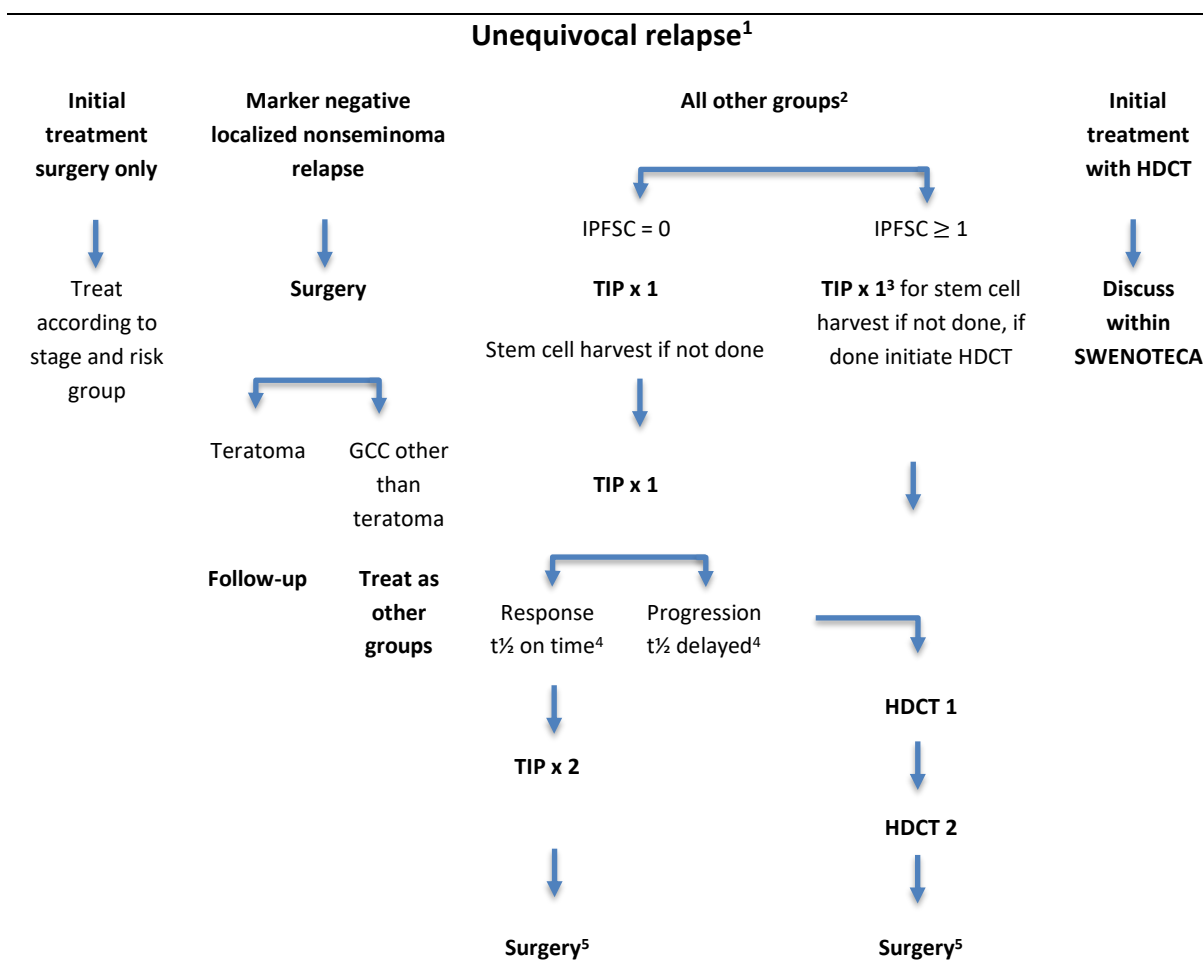 Unequivocal relapse¹
Initial
treatment
surgery only
Marker negative
localized nonseminoma
relapse
All other groups²
Initial
treatment
with HDCT
IPFSC = 0
IPFSC ≥ 1
Treat
according to
stage and risk
group
Surgery
TIP x 1
Stem cell harvest if not done
TIP x 1³ for stem cell
harvest if not done, if
done initiate HDCT
Discuss
within
SWENOTECA
Teratoma
GCC other
than
teratoma
TIP x 1
Follow-up
Treat as
other
groups
Response
t½ on time⁴
Progression
t½ delayed⁴
HDCT 1
TIP x 2
HDCT 2
Surgery⁵
Surgery⁵